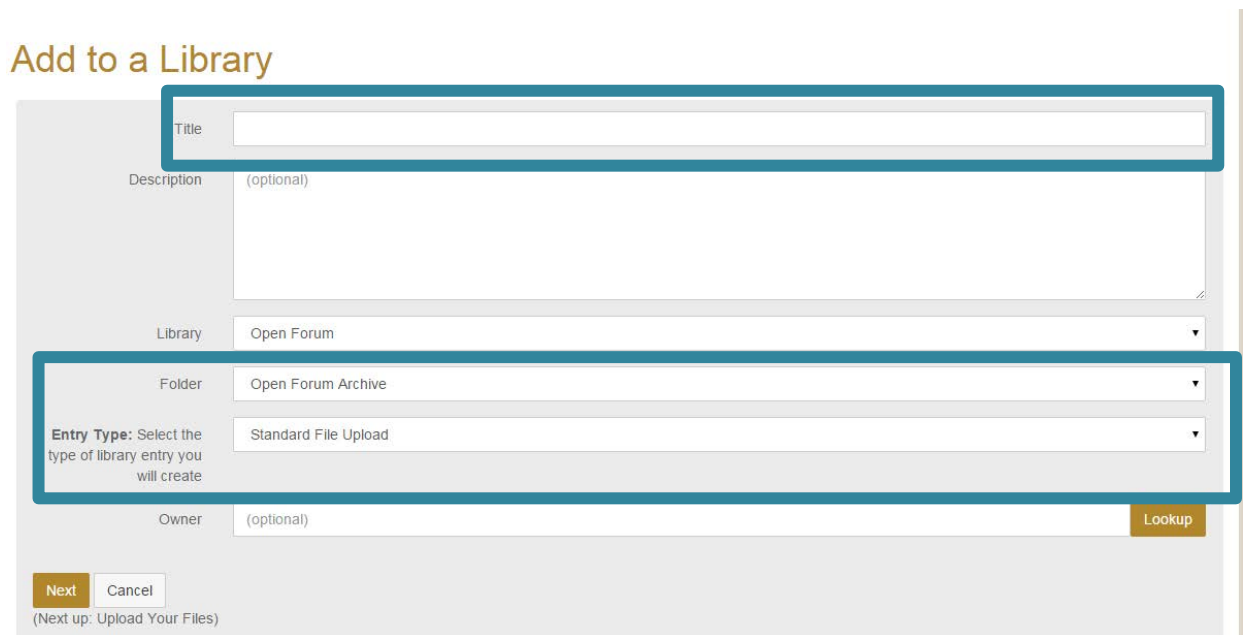 Add to a Library
Title
Description
(optional)
Library
Open Forum
Folder
Open Forum Archive
Entry Type: Select the
type of library entry you
will create
Standard File Upload
Owner
(optional)
Lookup
Next
Cancel
(Next up: Upload Your Files)